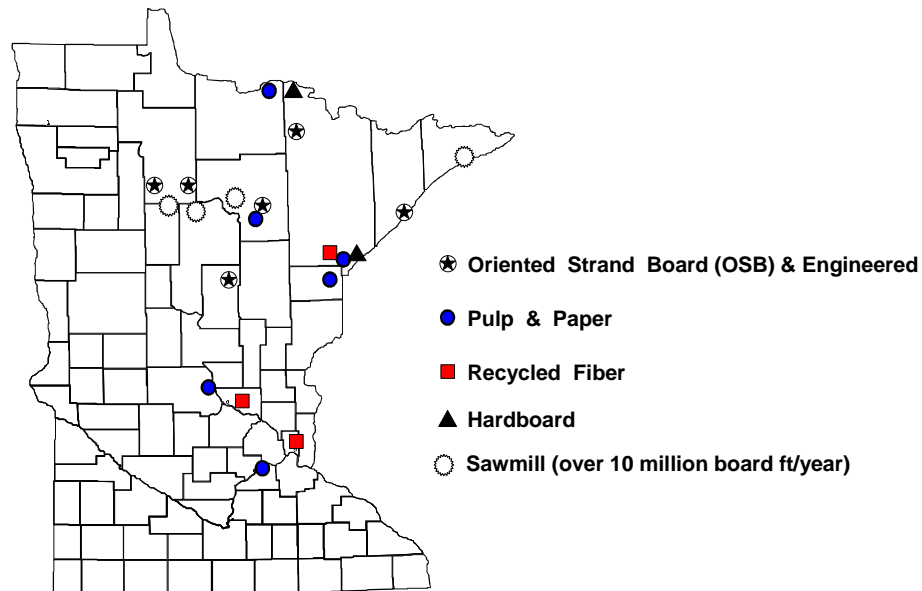 Oriented Strand Board (OSB) & Engineered
Pulp & Paper
Recycled Fiber
Hardboard
Sawmill (over 10 million board ft/year)